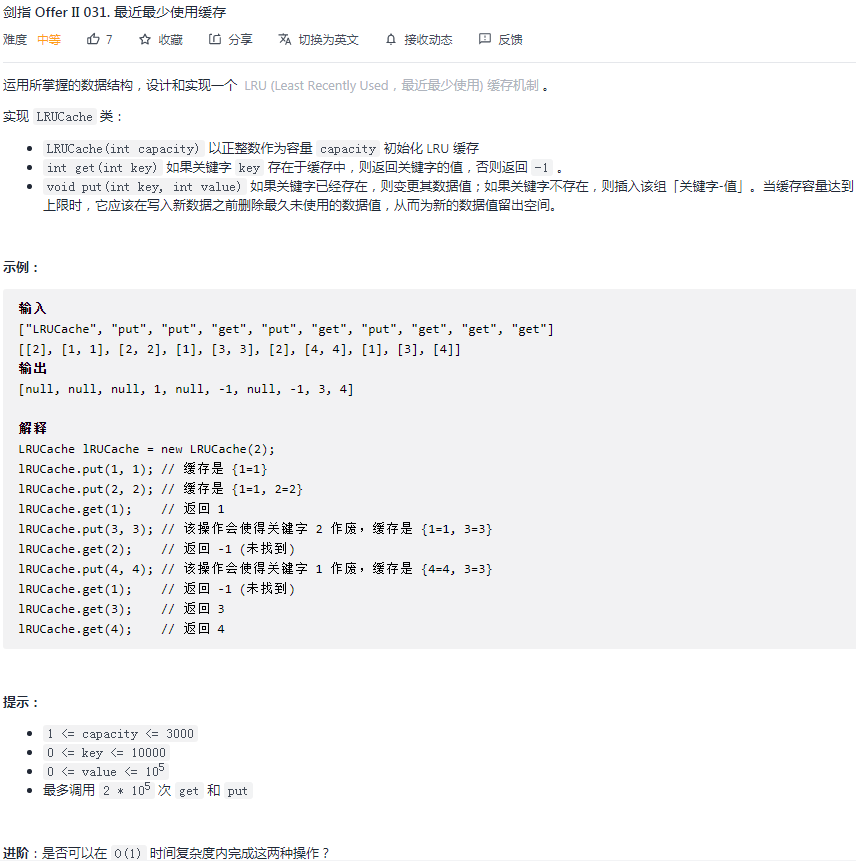 剑指 Offer II 031. 最近最少使用缓存
难度 中等 7 收藏 分享 切换为英文 接收动态 反馈
运用所掌握的数据结构，设计和实现一个 LRU (Least Recently Used，最近最少使用) 缓存机制 。
实现 LRUCache 类：
• LRUCache(int capacity) 以正整数作为容量 capacity 初始化 LRU 缓存
• int get(int key) 如果关键字 key 存在于缓存中，则返回关键字的值，否则返回 -1 。
• void put(int key, int value) 如果关键字已经存在，则变更其数据值；如果关键字不存在，则插入该组「关键字-值」。当缓存容量达到
上限时，它应该在写入新数据之前删除最久未使用的数据值，从而为新的数据值留出空间。
示例：
输入
["LRUCache", "put", "put", "get", "put", "get", "put", "get", "get", "get"]
[[2], [1, 1], [2, 2], [1], [3, 3], [2], [4, 4], [1], [3], [4]]
输出
[null, null, null, 1, null, -1, null, -1, 3, 4]
解释
LRUCache lRUCache = new LRUCache(2);
lRUCache.put(1, 1); // 缓存是 {1=1}
lRUCache.put(2, 2); // 缓存是 {1=1, 2=2}
lRUCache.get(1);    // 返回 1
lRUCache.put(3, 3); // 该操作会使得关键字 2 作废，缓存是 {1=1, 3=3}
lRUCache.get(2);    // 返回 -1 (未找到)
lRUCache.put(4, 4); // 该操作会使得关键字 1 作废，缓存是 {4=4, 3=3}
lRUCache.get(1);    // 返回 -1 (未找到)
lRUCache.get(3);    // 返回 3
lRUCache.get(4);    // 返回 4
提示：
• 1 <= capacity <= 3000
• 0 <= key <= 10000
• 0 <= value <= 10⁵
• 最多调用 2 * 10⁵ 次 get 和 put
进阶：是否可以在 O(1) 时间复杂度内完成这两种操作？